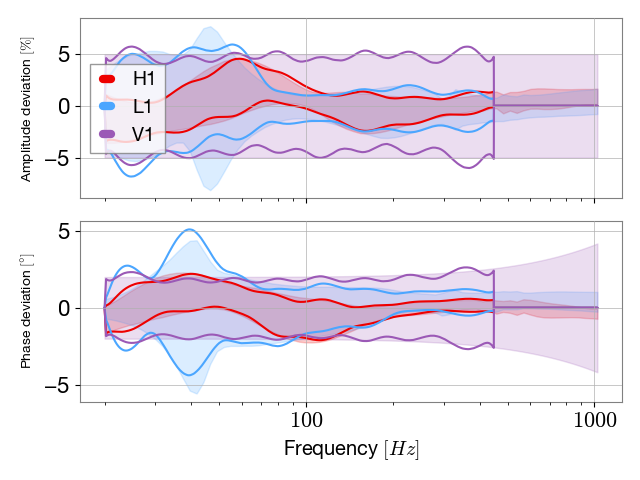 Amplitude deviation [%]
5
0
−5
H1
L1
V1
Phase deviation [°]
5
0
−5
100
1000
Frequency [Hz]